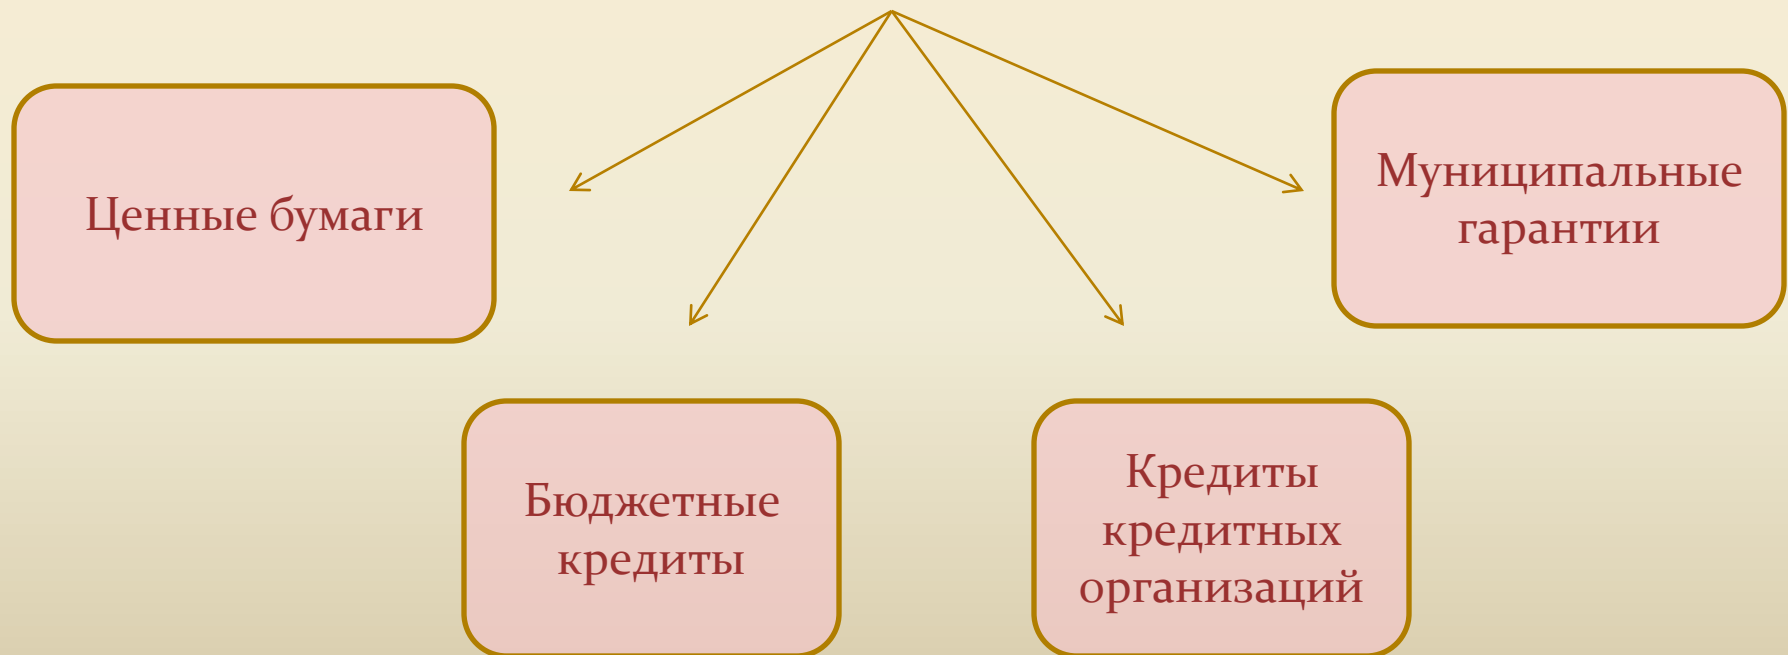 Ценные бумаги
Муниципальные
гарантии
Бюджетные
кредиты
Кредиты
кредитных
организаций